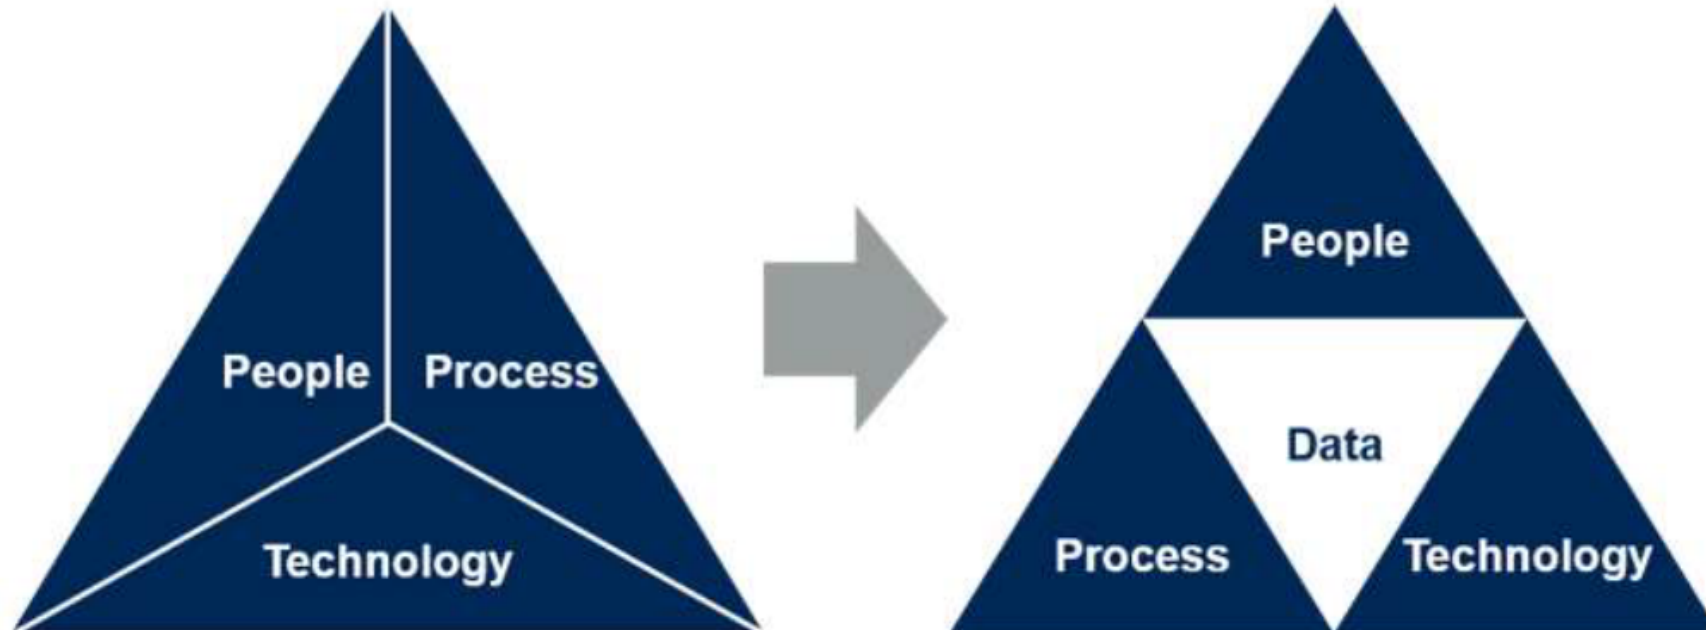 People
Process
Technology
People
Data
Process
Technology